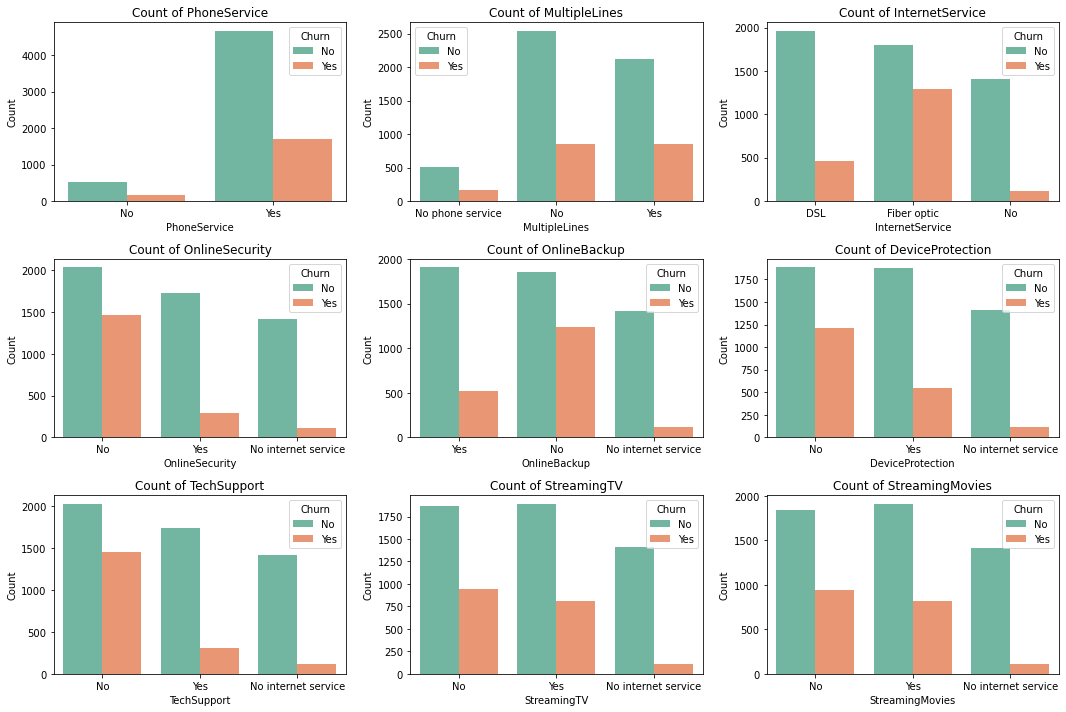 Count of PhoneService
Count
4000
3000
2000
1000
0
Churn
No
Yes
No
Yes
PhoneService
Count of MultipleLines
Count
2500
2000
1500
1000
500
0
Churn
No
Yes
No phone service
No
Yes
MultipleLines
Count of InternetService
Count
2000
1500
1000
500
0
Churn
No
Yes
DSL
Fiber optic
No
InternetService
Count of OnlineSecurity
Count
2000
1500
1000
500
0
Churn
No
Yes
No
Yes
No internet service
OnlineSecurity
Count of OnlineBackup
Count
2000
1500
1000
500
0
Churn
No
Yes
Yes
No
No internet service
OnlineBackup
Count of DeviceProtection
Count
1750
1500
1250
1000
750
500
250
0
Churn
No
Yes
No
Yes
No internet service
DeviceProtection
Count of TechSupport
Count
2000
1500
1000
500
0
Churn
No
Yes
No
Yes
No internet service
TechSupport
Count of StreamingTV
Count
1750
1500
1250
1000
750
500
250
0
Churn
No
Yes
No
Yes
No internet service
StreamingTV
Count of StreamingMovies
Count
2000
1500
1000
500
0
Churn
No
Yes
No
Yes
No internet service
StreamingMovies